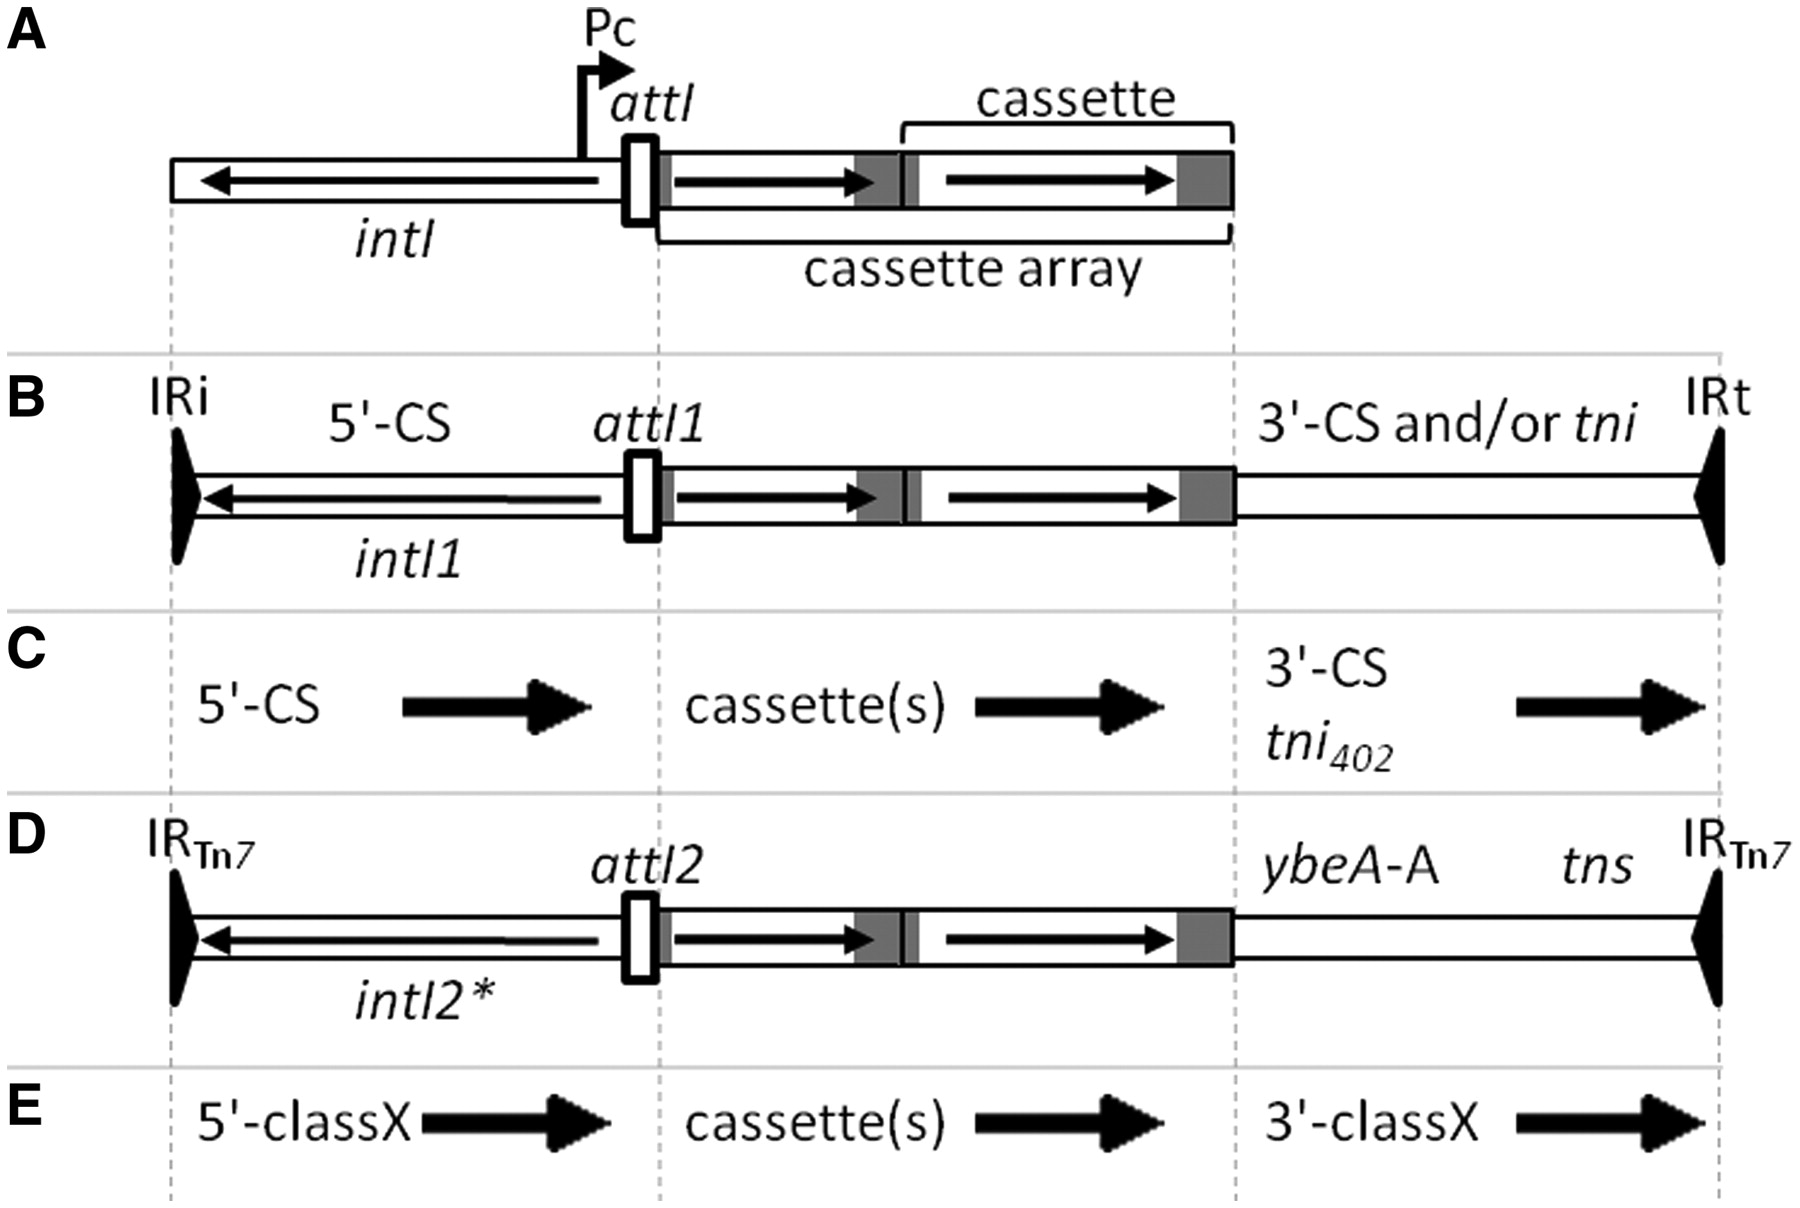 A
Pc
attI
cassette
intI
cassette array
B
IRi
5'-CS
attI1
3'-CS and/or tni
IRt
intI1
C
5'-CS
cassette(s)
3'-CS
tni402
D
IRTn7
attI2
ybeA-A
tns
IRTn7
intI2*
E
5'-classX
cassette(s)
3'-classX